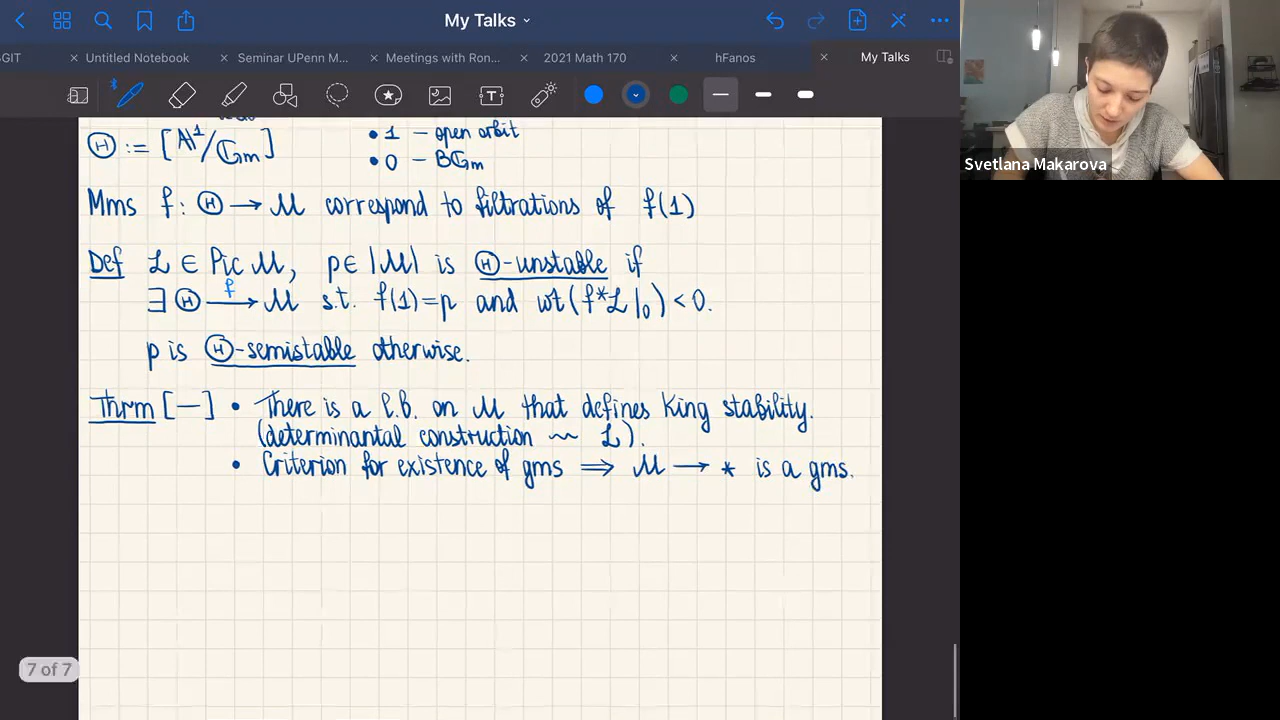 My Talks
GIT
Untitled Notebook
Seminar UPenn M...
Meetings with Ron...
2021 Math 170
hFanos
My Talks
Svetlana Makarova
Ⓗ := [A¹/𝔾m]
• 1 – open orbit
• 0 – B𝔾m
Mms f: Ⓗ → M correspond to filtrations of f(1)
Def L ∈ Pic M, p ∈ |M| is Ⓗ-unstable if
∃ Ⓗ —f→ M s.t. f(1)=p and wt(f*L|₀) < 0.
p is Ⓗ-semistable otherwise.
Thrm [—] • There is a l.b. on M that defines King stability.
(determinantal construction ~ L).
• Criterion for existence of gms ⟹ M → * is a gms.
7 of 7